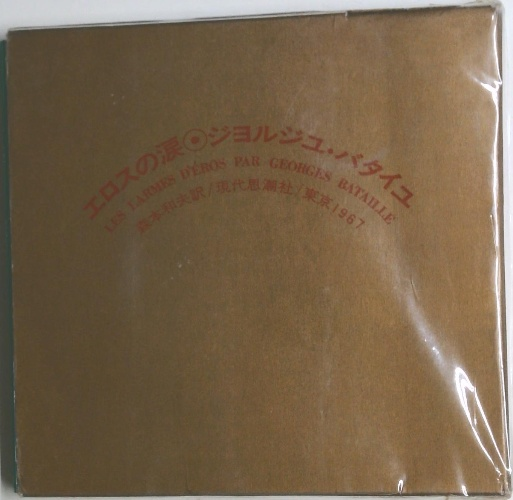 エロスの涙◉ジョルジュ・バタイユ
LES LARMES D'EROS PAR GEORGES BATAILLE
森本和夫訳/現代思潮社/東京1967